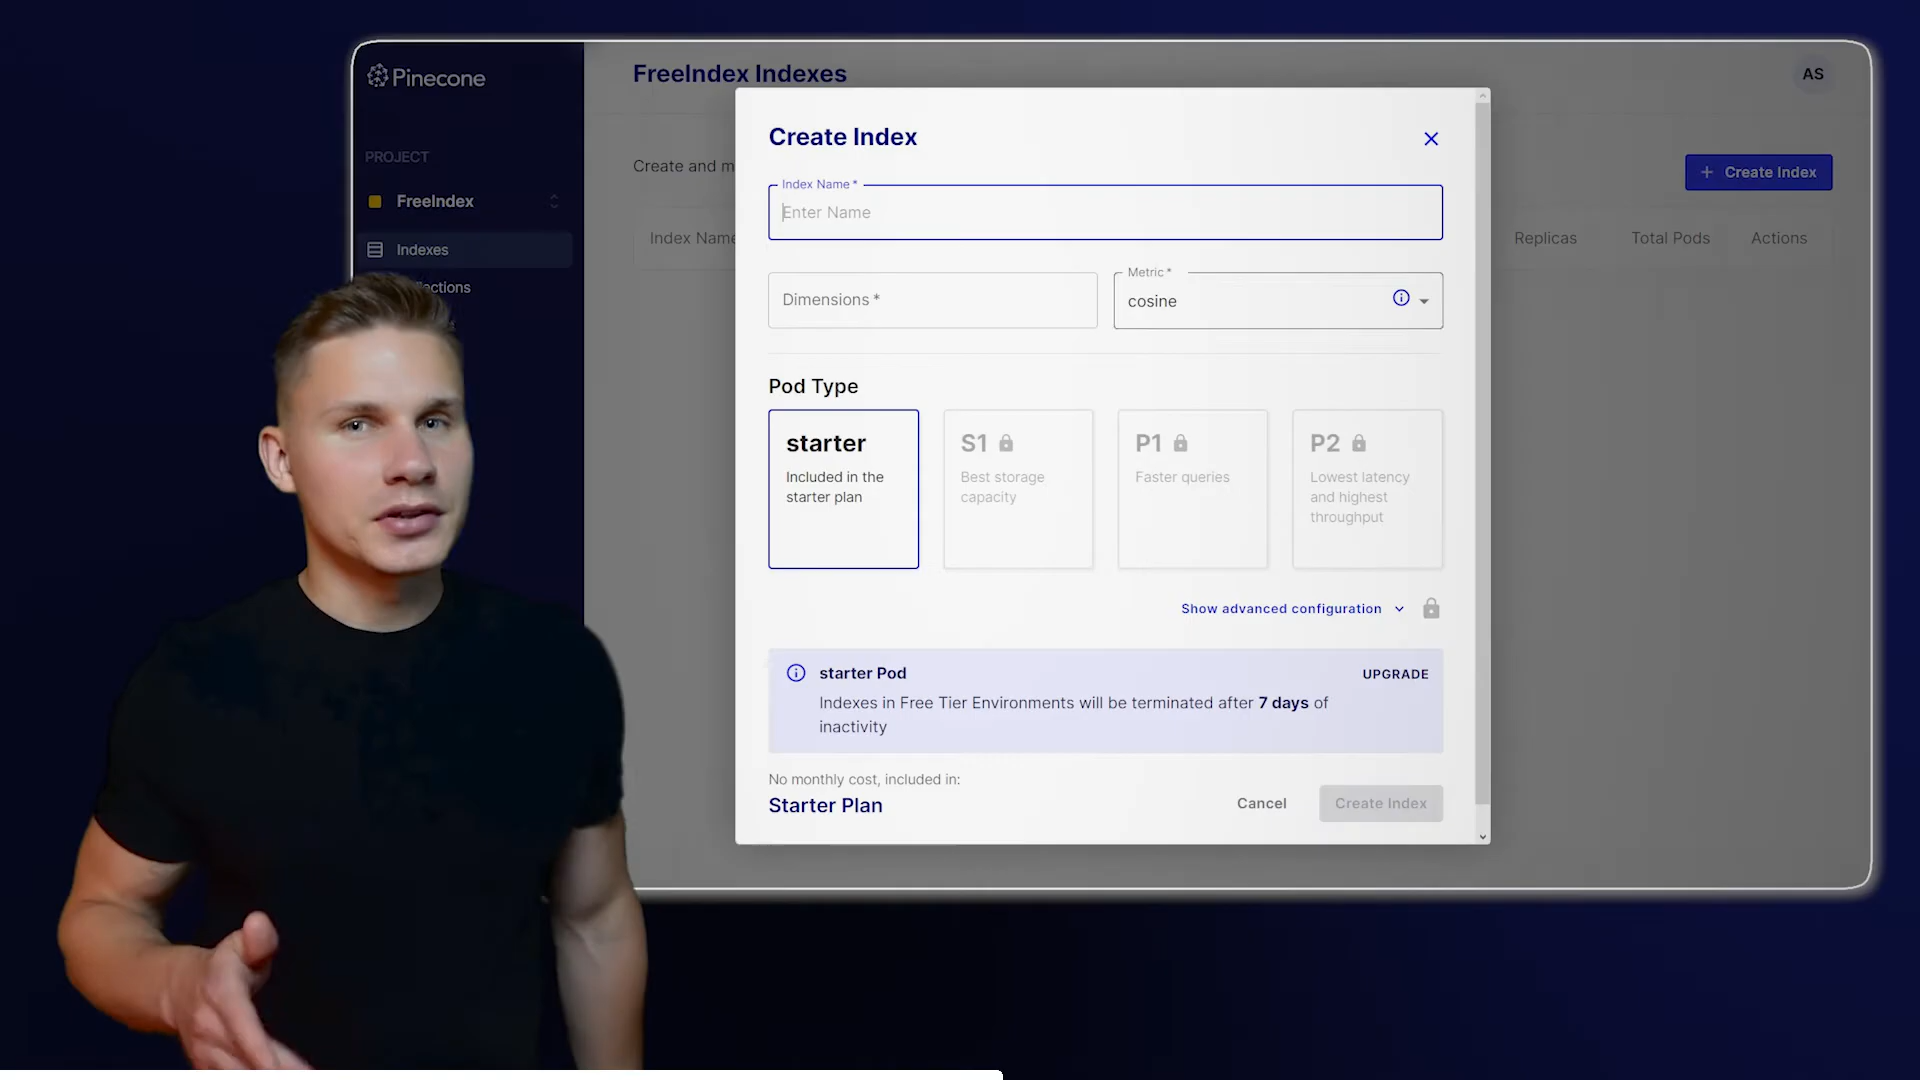 Pinecone
FreeIndex Indexes
AS
PROJECT
Create and m
+ Create Index
FreeIndex
Indexes
ections
Index Name
Replicas
Total Pods
Actions
Create Index
Index Name *
Enter Name
Dimensions *
Metric *
cosine
Pod Type
starter
Included in the
starter plan
S1
Best storage
capacity
P1
Faster queries
P2
Lowest latency
and highest
throughput
Show advanced configuration
starter Pod
UPGRADE
Indexes in Free Tier Environments will be terminated after 7 days of
inactivity
No monthly cost, included in:
Starter Plan
Cancel
Create Index